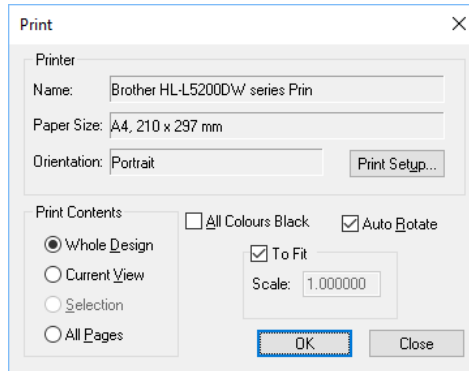 Print
Printer
Name: Brother HL-L5200DW series Prin
Paper Size: A4, 210 x 297 mm
Orientation: Portrait
Print Setup...
Print Contents
Whole Design
Current View
Selection
All Pages
All Colours Black
Auto Rotate
To Fit
Scale: 1.000000
OK
Close